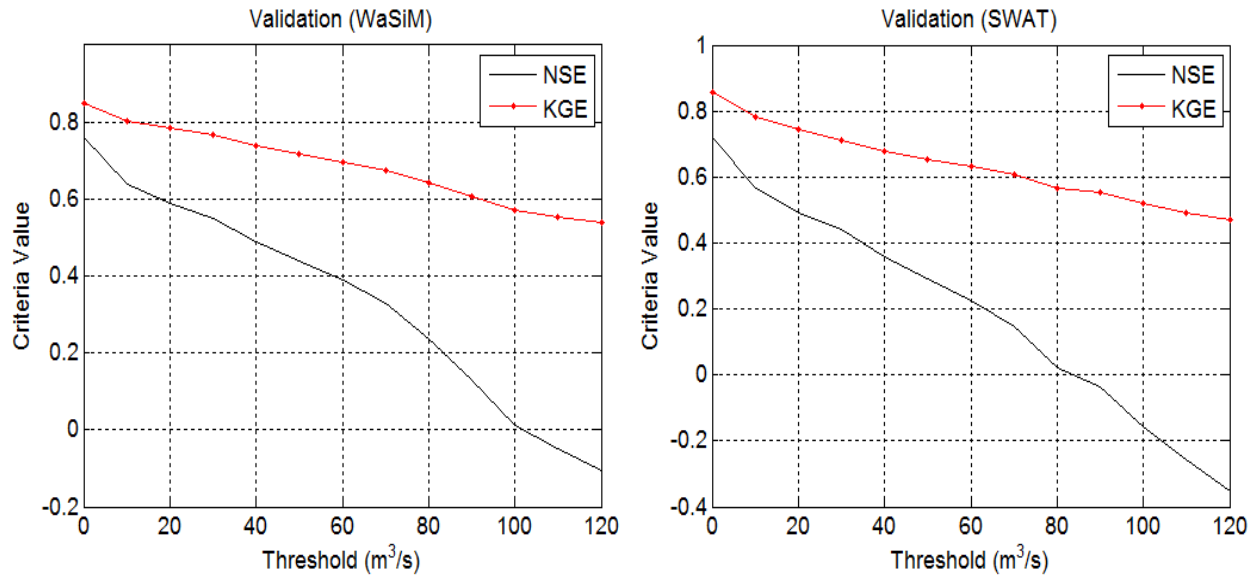 Validation (WaSiM)
NSE
KGE
0.8
0.6
0.4
0.2
0
-0.2
Criteria Value
0 20 40 60 80 100 120
Threshold (m³/s)
Validation (SWAT)
NSE
KGE
1
0.8
0.6
0.4
0.2
0
-0.2
-0.4
Criteria Value
0 20 40 60 80 100 120
Threshold (m³/s)